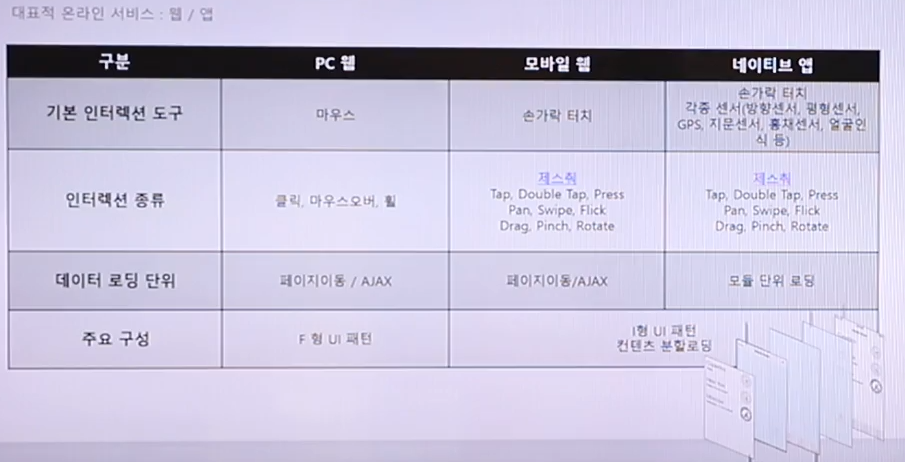 대표적 온라인 서비스 : 웹 / 앱
구분
PC 웹
모바일 웹
네이티브 앱
기본 인터렉션 도구
마우스
손가락 터치
손가락 터치
각종 센서(방향센서, 평형센서,
GPS, 지문센서, 홍채센서, 얼굴인
식 등)
인터렉션 종류
클릭, 마우스오버, 휠
제스춰
Tap, Double Tap, Press
Pan, Swipe, Flick
Drag, Pinch, Rotate
제스춰
Tap, Double Tap, Press
Pan, Swipe, Flick
Drag, Pinch, Rotate
데이터 로딩 단위
페이지이동 / AJAX
페이지이동/AJAX
모듈 단위 로딩
주요 구성
F 형 UI 패턴
I형 UI 패턴
컨텐츠 분할로딩